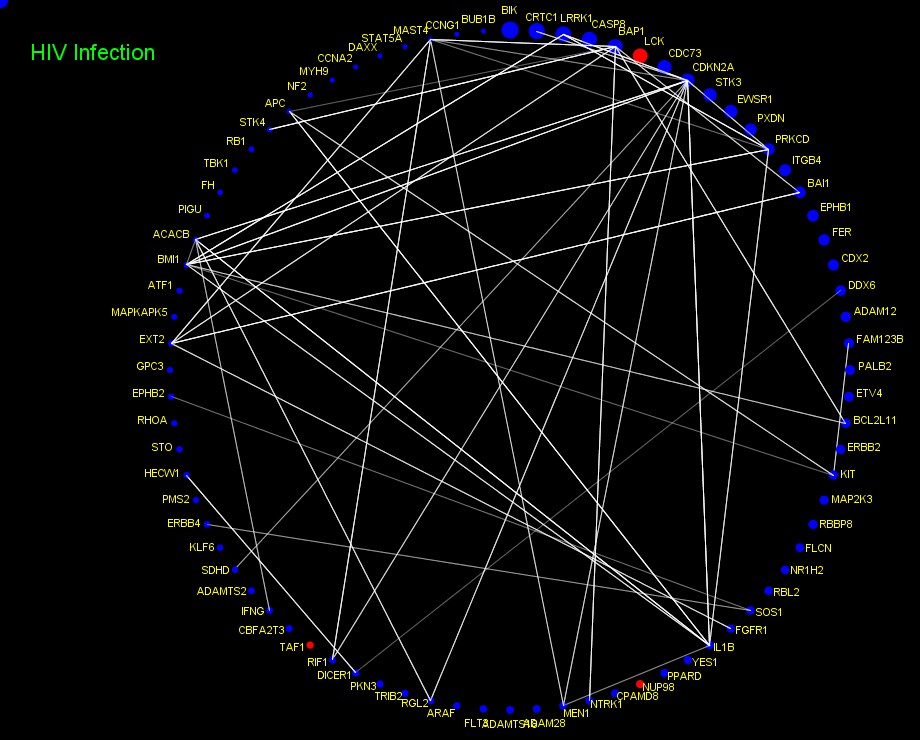 HIV Infection
BIK
CRTC1
LRRK1
CASP8
BAP1
LCK
CDC73
CDKN2A
STK3
EWSR1
PXDN
PRKCD
ITGB4
BAI1
EPHB1
FER
CDX2
DDX6
ADAM12
FAM123B
PALB2
ETV4
BCL2L11
ERBB2
KIT
MAP2K3
RBBP8
FLCN
NR1H2
RBL2
SOS1
FGFR1
IL1B
YES1
PPARD
NUP98
CPAMD8
NTRK1
MEN1
ADAM28
FLT3
ARAF
RGL2
TRIB2
PKN3
DICER1
RIF1
TAF1
CBFA2T3
IFNG
ADAMTS2
SDHD
KLF6
ERBB4
PMS2
HECW1
STO
RHOA
EPHB2
GPC3
EXT2
MAPKAPK5
ATF1
BMI1
ACACB
PIGU
FH
TBK1
RB1
STK4
APC
NF2
MYH9
CCNA2
DAXX
STAT5A
MAST4
CCNG1
BUB1B